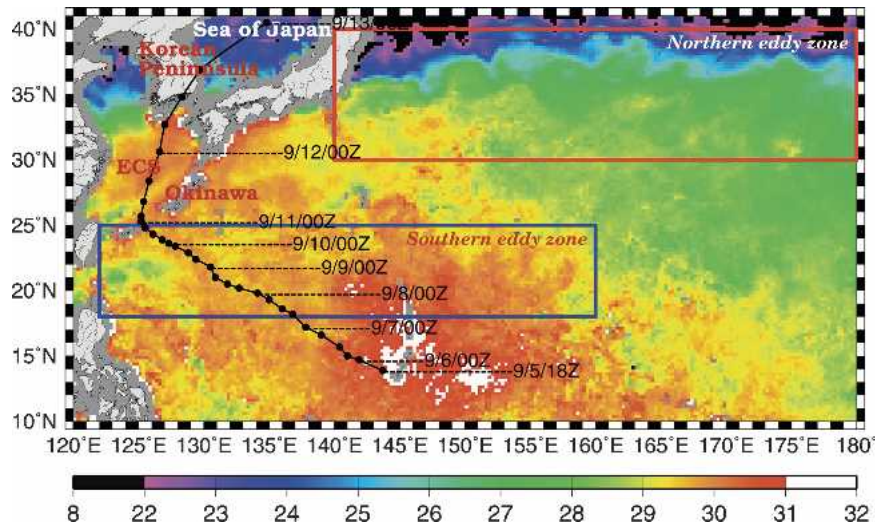 40°N
Sea of Japan
9/13/00Z
Northern eddy zone
Korean
Peninnsula
35°N
30°N
9/12/00Z
ECS
Okinawa
25°N
9/11/00Z
9/10/00Z
Southern eddy zone
9/9/00Z
20°N
9/8/00Z
9/7/00Z
15°N
9/6/00Z
9/5/18Z
10°N
120°E 125°E 130°E 135°E 140°E 145°E 150°E 155°E 160°E 165°E 170°E 175°E 180°
8 22 23 24 25 26 27 28 29 30 31 32